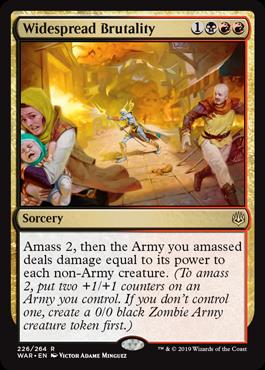 Widespread Brutality 1
Sorcery
Amass 2, then the Army you amassed
deals damage equal to its power to
each non-Army creature. (To amass
2, put two +1/+1 counters on an
Army you control. If you don't control
one, create a 0/0 black Zombie Army
creature token first.)
226/264 R
WAR • EN VICTOR ADAME MINGUEZ
™ & © 2019 Wizards of the Coast